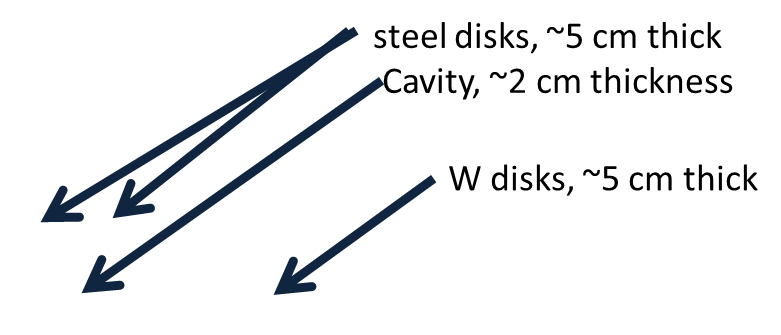 steel disks, ~5 cm thick
Cavity, ~2 cm thickness
W disks, ~5 cm thick